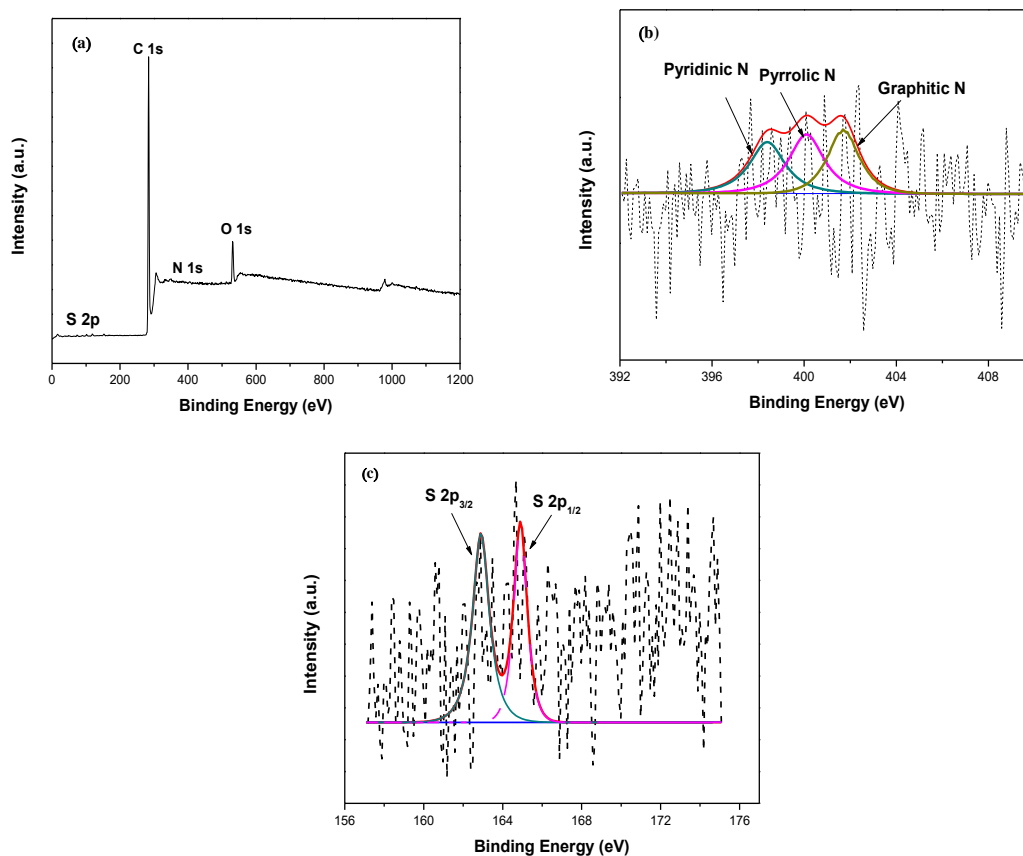 (a)
C 1s
O 1s
N 1s
S 2p
Intensity (a.u.)
0 200 400 600 800 1000 1200
Binding Energy (eV)
(b)
Pyridinic N
Pyrrolic N
Graphitic N
Intensity (a.u.)
392 396 400 404 408
Binding Energy (eV)
(c)
S 2p3/2
S 2p1/2
Intensity (a.u.)
156 160 164 168 172 176
Binding Energy (eV)